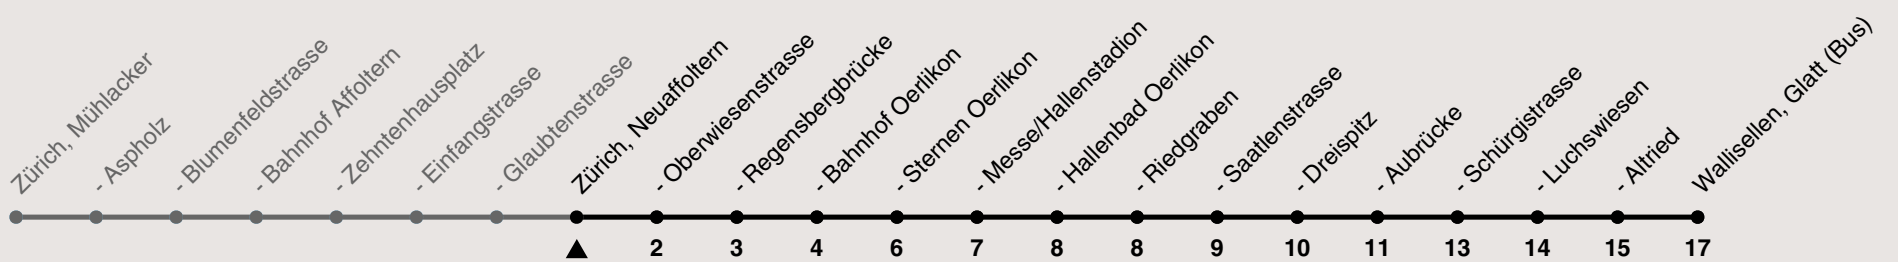 Zürich, Mühlacker
- Aspholz
- Blumenfeldstrasse
- Bahnhof Affoltern
- Zehntenhausplatz
- Einfangstrasse
- Glaubtenstrasse
Zürich, Neuaffoltern
- Oberwiesenstrasse
- Regensbergbrücke
- Bahnhof Oerlikon
- Sternen Oerlikon
- Messe/Hallenstadion
- Hallenbad Oerlikon
- Riedgraben
- Saatlenstrasse
- Dreispitz
- Aubrücke
- Schürgistrasse
- Luchswiesen
- Altried
Wallisellen, Glatt (Bus)
2 3 4 6 7 8 8 9 10 11 13 14 15 17